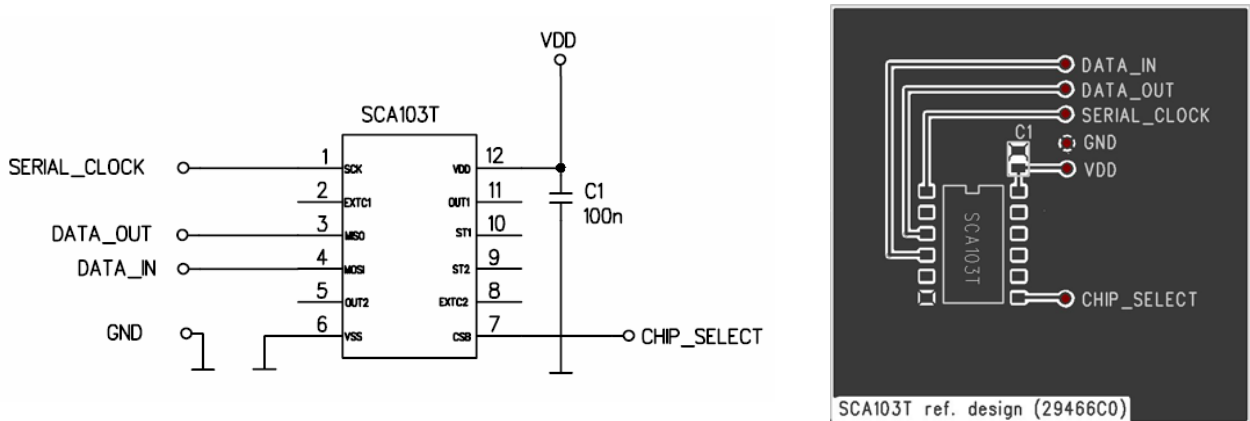 VDD
SCA103T
SERIAL_CLOCK 1 SCK VDD 12
2 EXTC1 OUT1 11
C1
100n
DATA_OUT 3 MISO ST1 10
DATA_IN 4 MOSI ST2 9
5 OUT2 EXTC2 8
GND 6 VSS CSB 7 CHIP_SELECT
DATA_IN
DATA_OUT
SERIAL_CLOCK
C1
GND
VDD
SCA103T
CHIP_SELECT
SCA103T ref. design (29466C0)